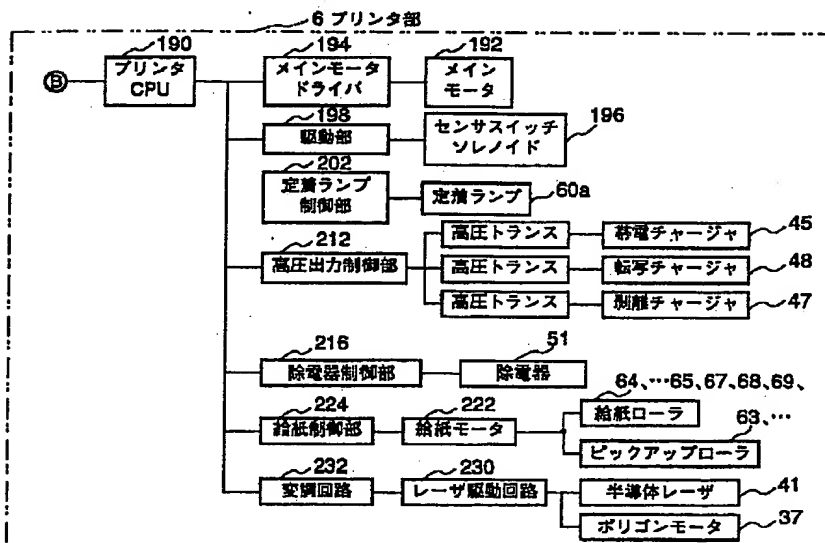 6 プリンタ部
190
194
192
Ⓑ
プリンタ
CPU
メインモータ
ドライバ
メイン
モータ
198
駆動部
センサスイッチ
ソレノイド
196
202
定着ランプ
制御部
定着ランプ
60a
212
高圧出力制御部
高圧トランス
帯電チャージャ
45
高圧トランス
転写チャージャ
48
高圧トランス
剥離チャージャ
47
216
除電器制御部
51
除電器
64、…65、67、68、69、
224
給紙制御部
222
給紙モータ
給紙ローラ
63、…
ピックアップローラ
232
変調回路
230
レーザ駆動回路
半導体レーザ
41
ポリゴンモータ
37